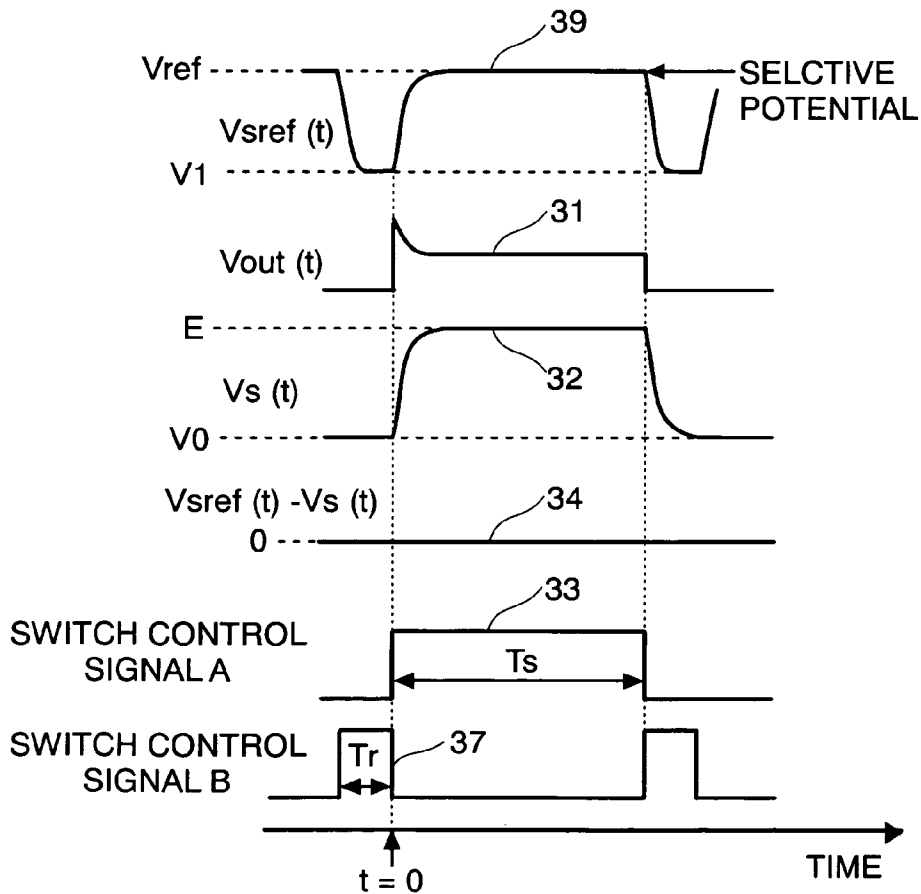 39
Vref
SELCTIVE
POTENTIAL
Vsref (t)
V1
31
Vout (t)
E
32
Vs (t)
V0
Vsref (t) -Vs (t)
34
0
33
SWITCH CONTROL
SIGNAL A
Ts
SWITCH CONTROL
SIGNAL B
Tr
37
t = 0
TIME